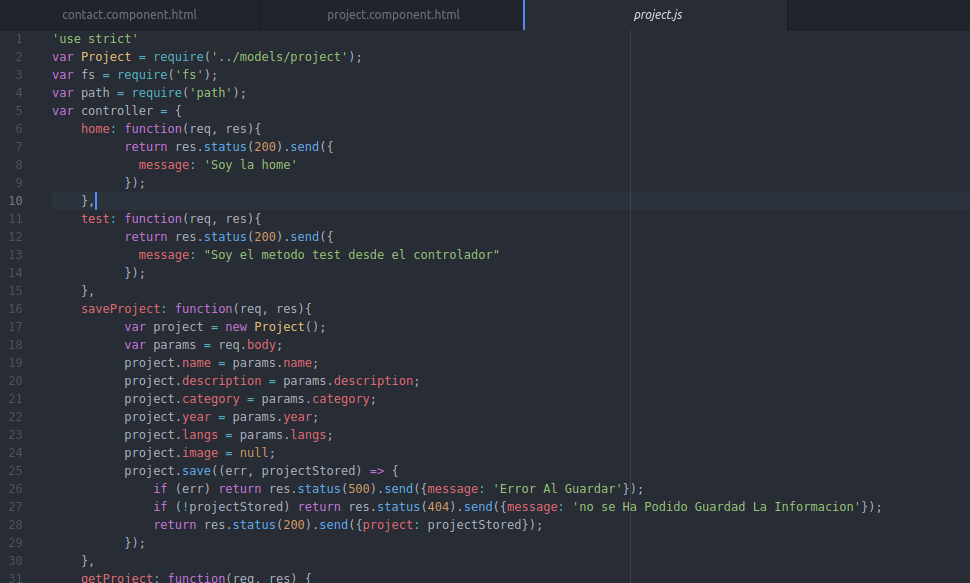 contact.component.html project.component.html project.js
1 'use strict'
2 var Project = require('../models/project');
3 var fs = require('fs');
4 var path = require('path');
5 var controller = {
6 home: function(req, res){
7 return res.status(200).send({
8 message: 'Soy la home'
9 });
10 },
11 test: function(req, res){
12 return res.status(200).send({
13 message: "Soy el metodo test desde el controlador"
14 });
15 },
16 saveProject: function(req, res){
17 var project = new Project();
18 var params = req.body;
19 project.name = params.name;
20 project.description = params.description;
21 project.category = params.category;
22 project.year = params.year;
23 project.langs = params.langs;
24 project.image = null;
25 project.save((err, projectStored) => {
26 if (err) return res.status(500).send({message: 'Error Al Guardar'});
27 if (!projectStored) return res.status(404).send({message: 'no se Ha Podido Guardad La Informacion'});
28 return res.status(200).send({project: projectStored});
29 });
30 },
31 getProject: function(req, res) {